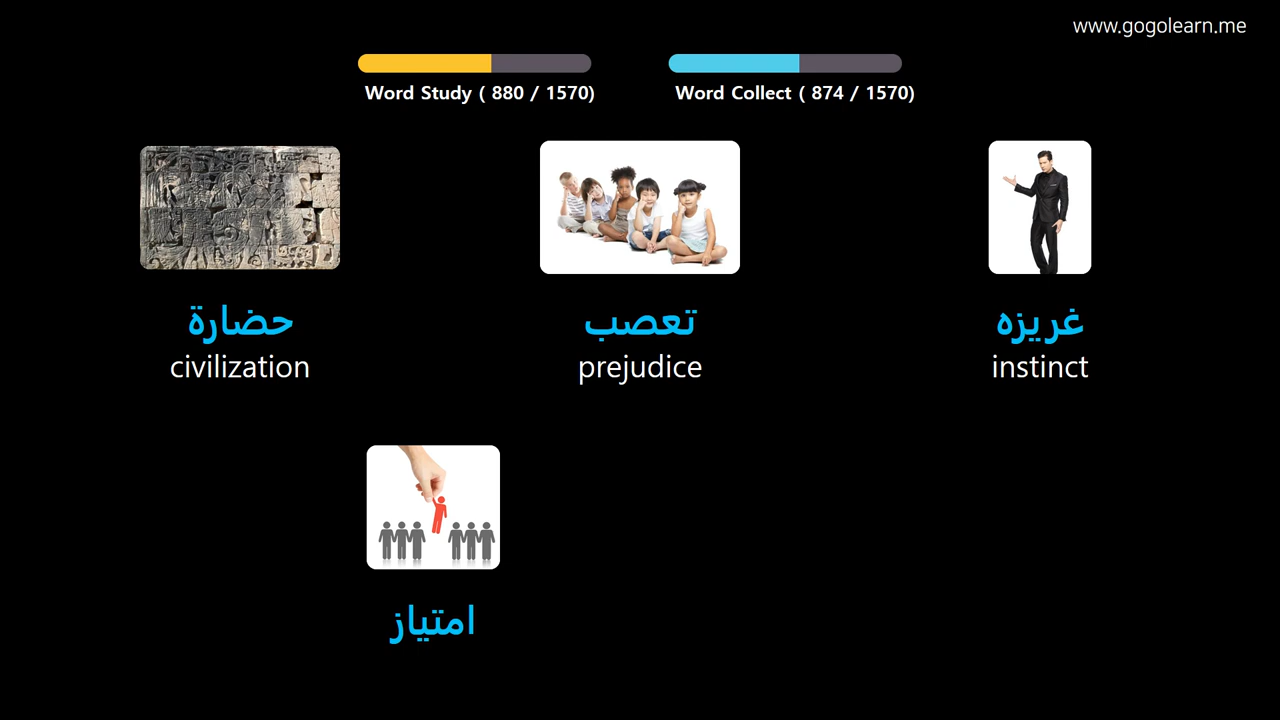 www.gogolearn.me
Word Study ( 880 / 1570)
Word Collect ( 874 / 1570)
حضارة
civilization
تعصب
prejudice
غريزه
instinct
امتياز